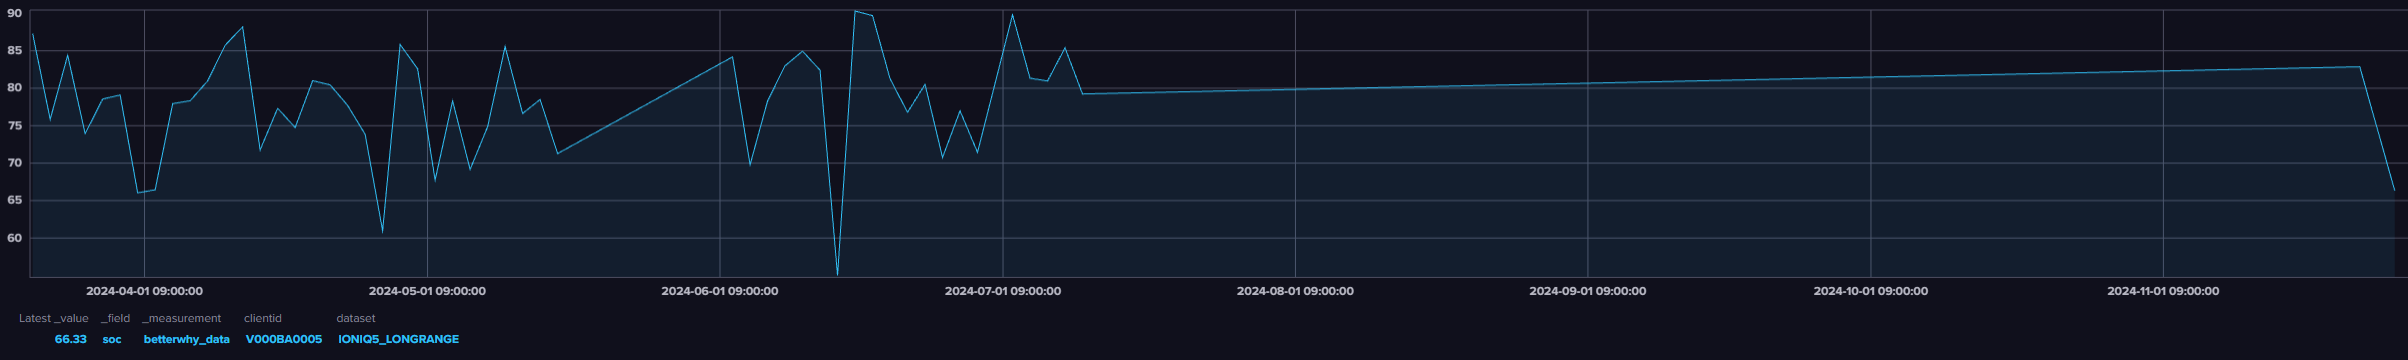 90
85
80
75
70
65
60
2024-04-01 09:00:00 2024-05-01 09:00:00 2024-06-01 09:00:00 2024-07-01 09:00:00 2024-08-01 09:00:00 2024-09-01 09:00:00 2024-10-01 09:00:00 2024-11-01 09:00:00
Latest _value _field _measurement clientid dataset
66.33 soc betterwhy_data V000BA0005 IONIQ5_LONGRANGE